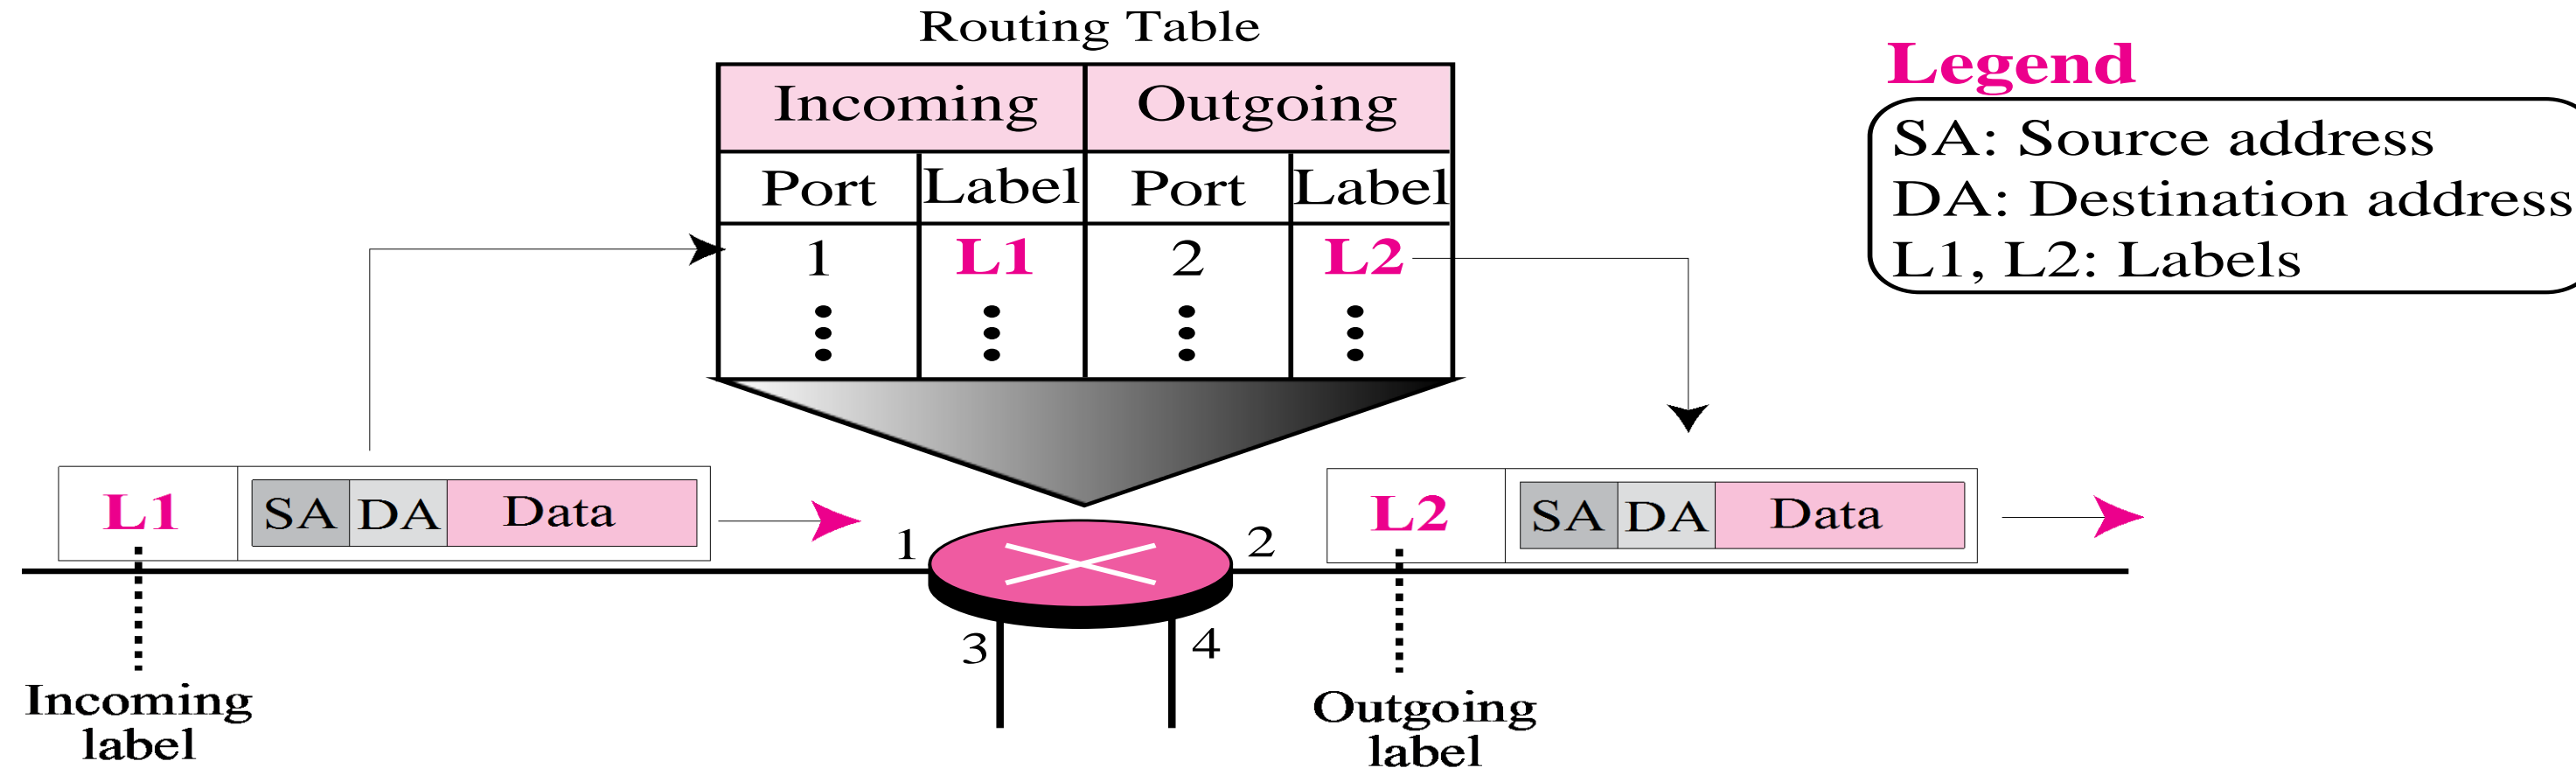 Routing Table
Incoming Outgoing
Port Label Port Label
1 L1 2 L2
Legend
SA: Source address
DA: Destination address
L1, L2: Labels
L1 SA DA Data
1 2
3 4
L2 SA DA Data
Incoming
label
Outgoing
label